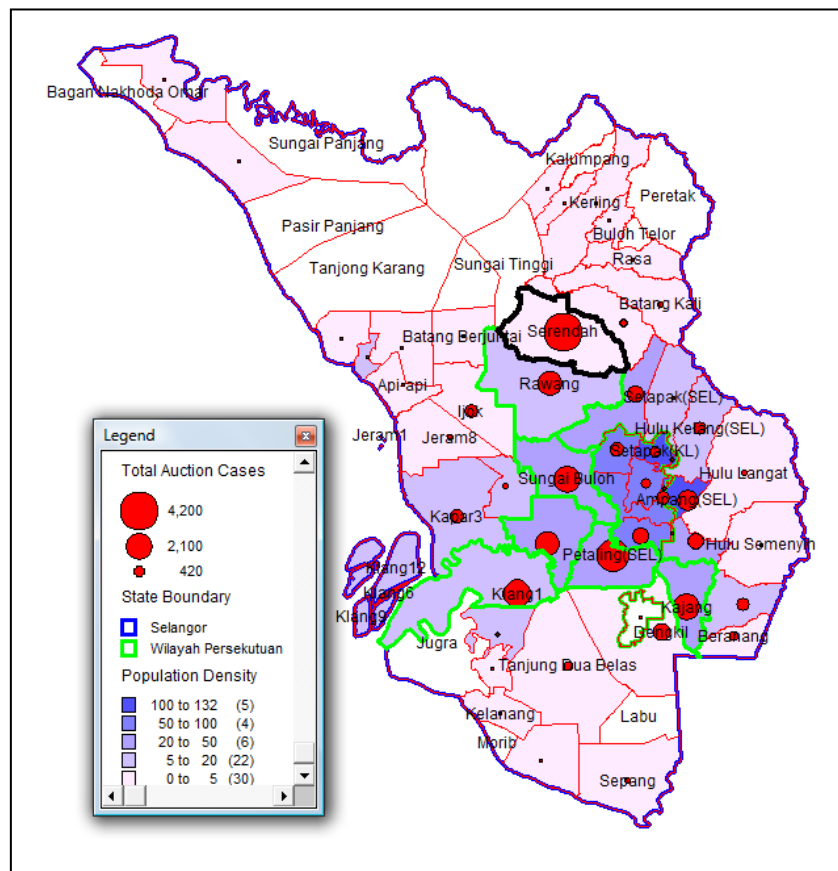 Bagan Nakhoda Omar
Sungai Panjang
Kalumpang
Peretak
Kerling
Pasir Panjang
Buloh Telor
Tanjong Karang
Sungai Tinggi
Rasa
Batang Kali
Serendah
Batang Berjuntai
Api-api
Rawang
Setapak(SEL)
Ijok
Jeram1
Jeram8
Hulu Kelang(SEL)
Setapak(KL)
Hulu Langat
Sungai Buloh
Ampang(SEL)
Kapar3
Hulu Semenyih
Petaling(SEL)
Klang12
Klang6
Klang1
Klang9
Kajang
Jugra
Dengkil
Beranang
Tanjung Dua Belas
Kelanang
Labu
Morib
Sepang
Legend
Total Auction Cases
4,200
2,100
420
State Boundary
Selangor
Wilayah Persekutuan
Population Density
100 to 132 (5)
50 to 100 (4)
20 to 50 (6)
5 to 20 (22)
0 to 5 (30)